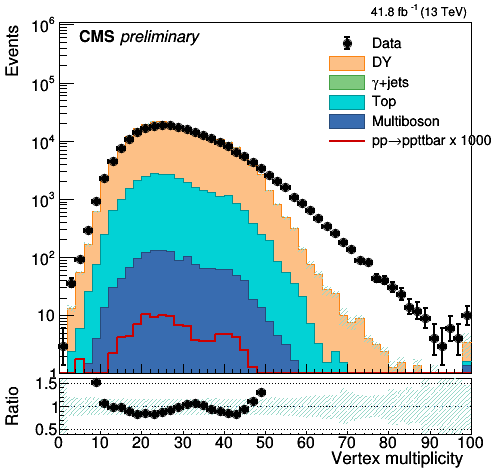 41.8 fb⁻¹ (13 TeV)
CMS preliminary
Events
10⁶
10⁵
10⁴
10³
10²
10
1
Data
DY
γ+jets
Top
Multiboson
pp→ppttbar x 1000
Ratio
1.5
1
0.5
0 10 20 30 40 50 60 70 80 90 100
Vertex multiplicity